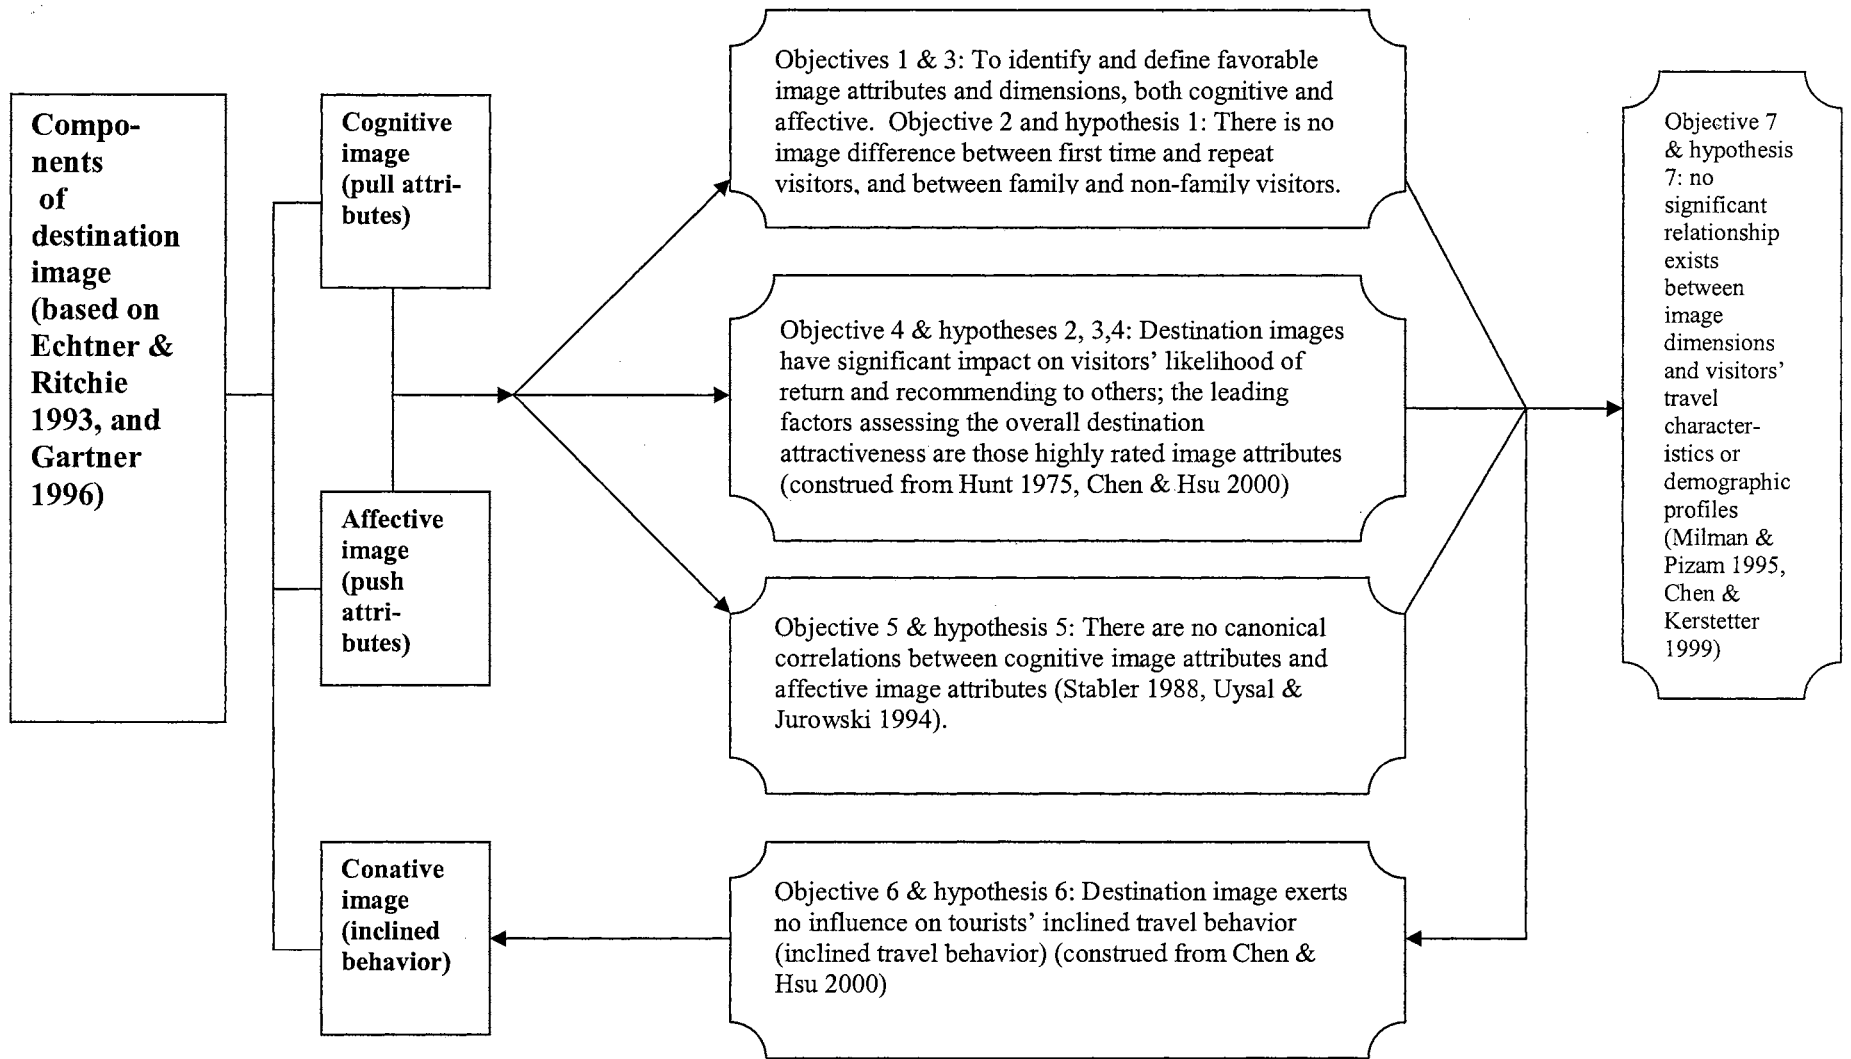 Compo-
nents
of
destination
image
(based on
Echtner &
Ritchie
1993, and
Gartner
1996)
Cognitive
image
(pull attri-
butes)
Affective
image
(push
attri-
butes)
Conative
image
(inclined
behavior)
Objectives 1 & 3: To identify and define favorable
image attributes and dimensions, both cognitive and
affective. Objective 2 and hypothesis 1: There is no
image difference between first time and repeat
visitors, and between family and non-family visitors.
Objective 4 & hypotheses 2, 3,4: Destination images
have significant impact on visitors’ likelihood of
return and recommending to others; the leading
factors assessing the overall destination
attractiveness are those highly rated image attributes
(construed from Hunt 1975, Chen & Hsu 2000)
Objective 5 & hypothesis 5: There are no canonical
correlations between cognitive image attributes and
affective image attributes (Stabler 1988, Uysal &
Jurowski 1994).
Objective 6 & hypothesis 6: Destination image exerts
no influence on tourists’ inclined travel behavior
(inclined travel behavior) (construed from Chen &
Hsu 2000)
Objective 7
& hypothesis
7: no
significant
relationship
exists
between
image
dimensions
and visitors’
travel
character-
istics or
demographic
profiles
(Milman &
Pizam 1995,
Chen &
Kerstetter
1999)